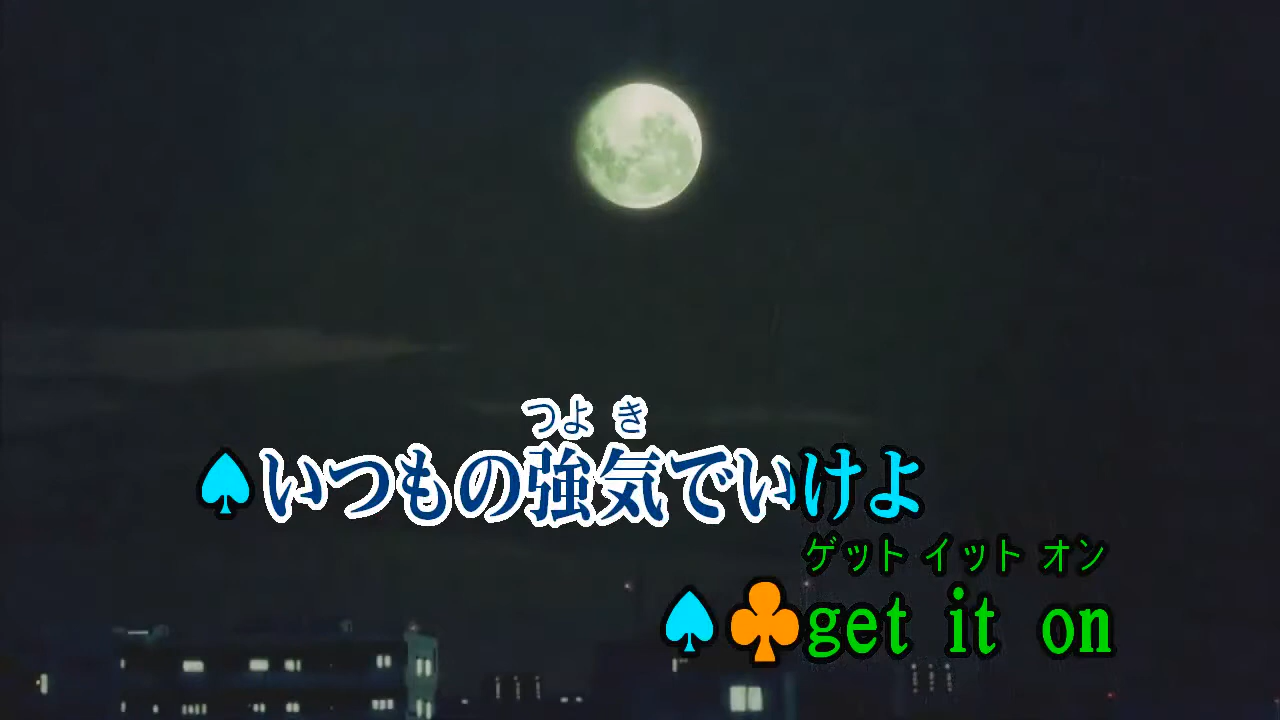 つよ き
♠いつもの強気でいけよ
ゲット イット オン
♠♣get it on